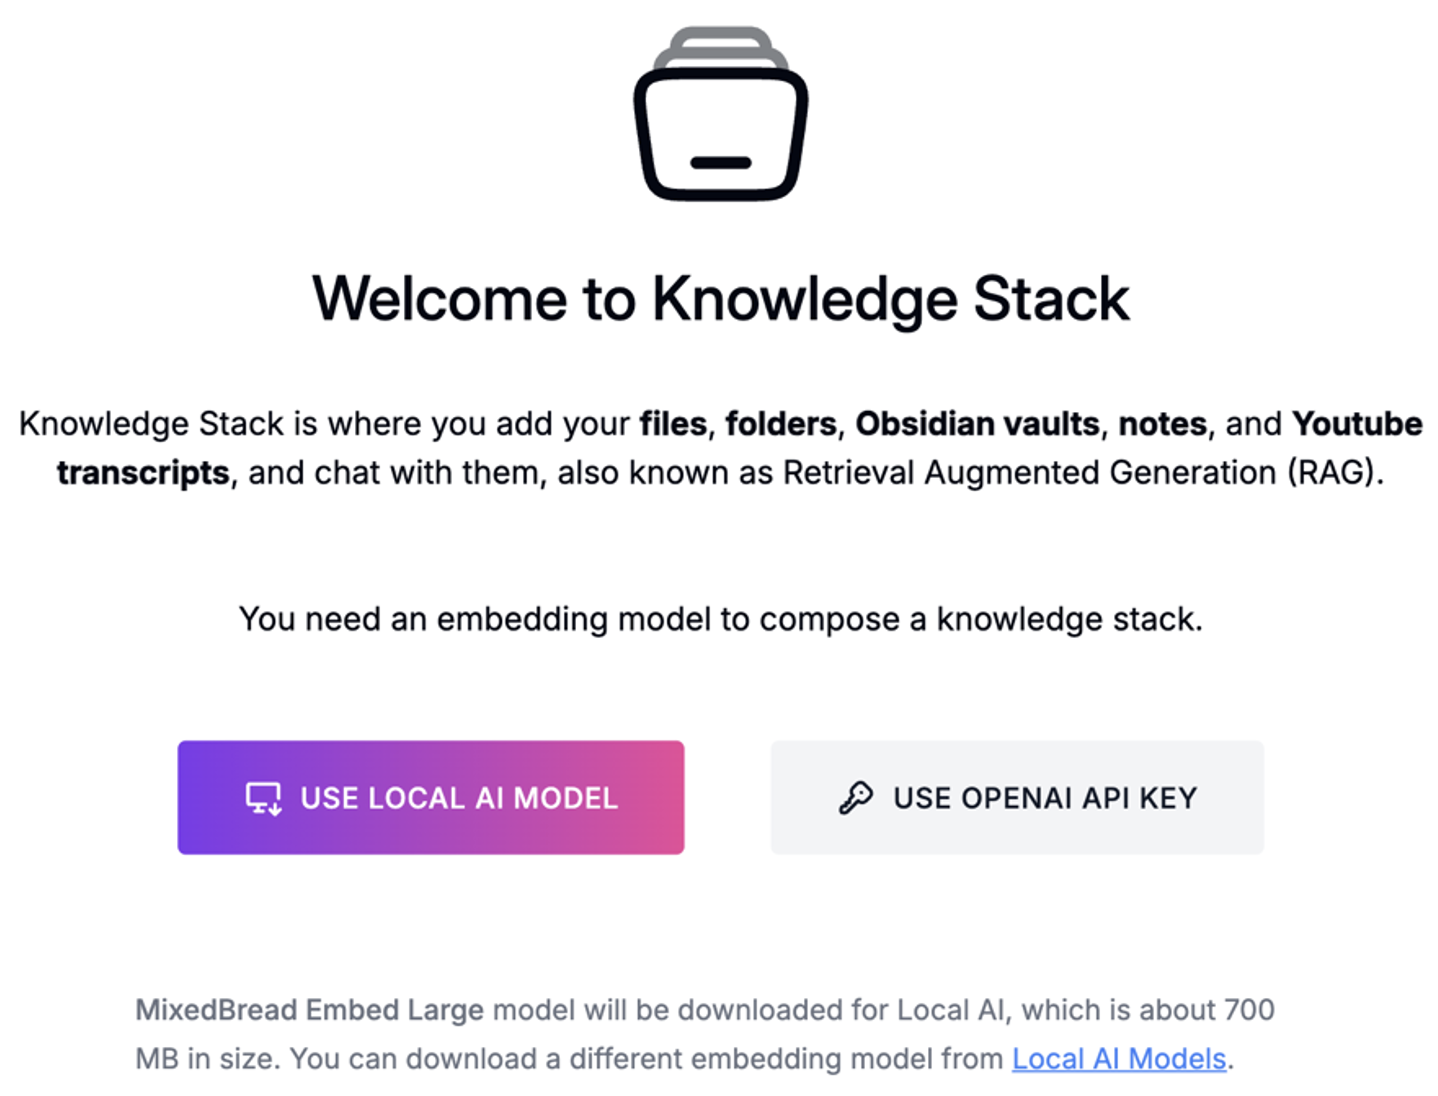 Welcome to Knowledge Stack
Knowledge Stack is where you add your files, folders, Obsidian vaults, notes, and Youtube
transcripts, and chat with them, also known as Retrieval Augmented Generation (RAG).
You need an embedding model to compose a knowledge stack.
USE LOCAL AI MODEL
USE OPENAI API KEY
MixedBread Embed Large model will be downloaded for Local AI, which is about 700
MB in size. You can download a different embedding model from Local AI Models.